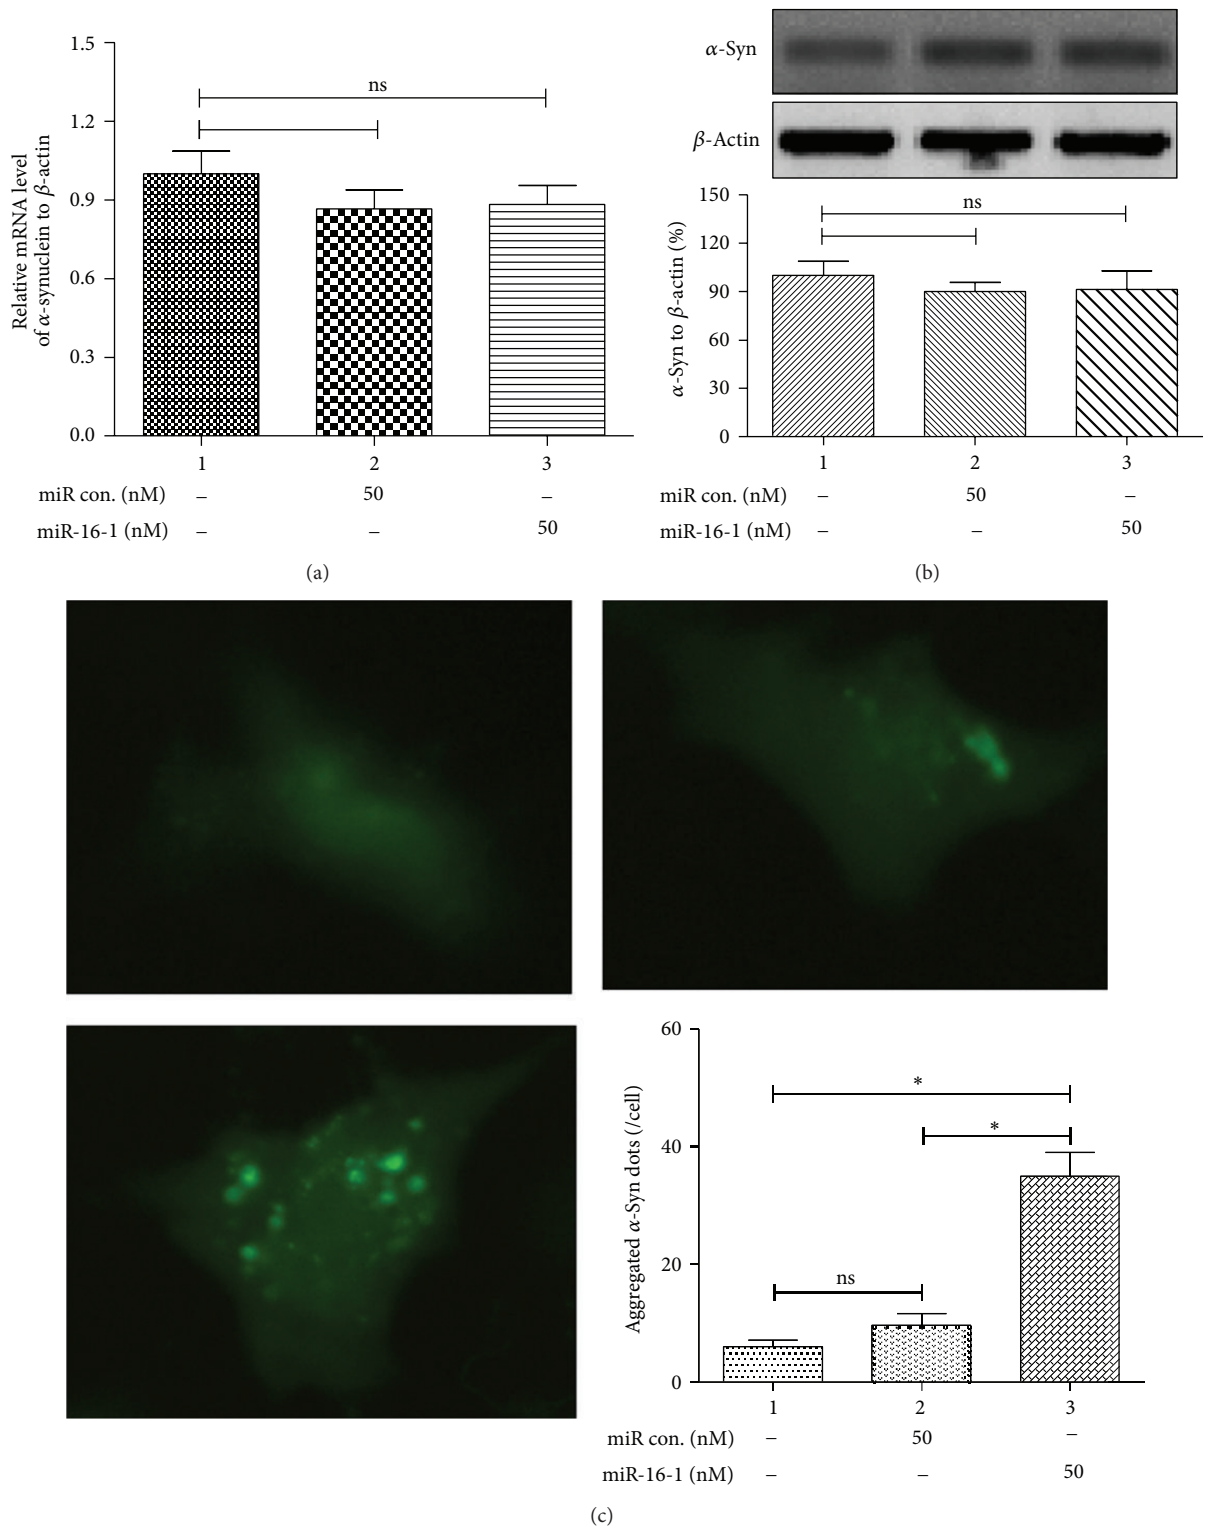 1.5
1.2
0.9
0.6
0.3
0.0
Relative mRNA level
of α-synuclein to β-actin
ns
1 2 3
miR con. (nM) – 50 –
miR-16-1 (nM) – – 50
(a)
α-Syn
β-Actin
150
120
90
60
30
0
α-Syn to β-actin (%)
ns
1 2 3
miR con. (nM) – 50 –
miR-16-1 (nM) – – 50
(b)
60
40
20
0
Aggregated α-Syn dots (/cell)
*
*
ns
1 2 3
miR con. (nM) – 50 –
miR-16-1 (nM) – – 50
(c)